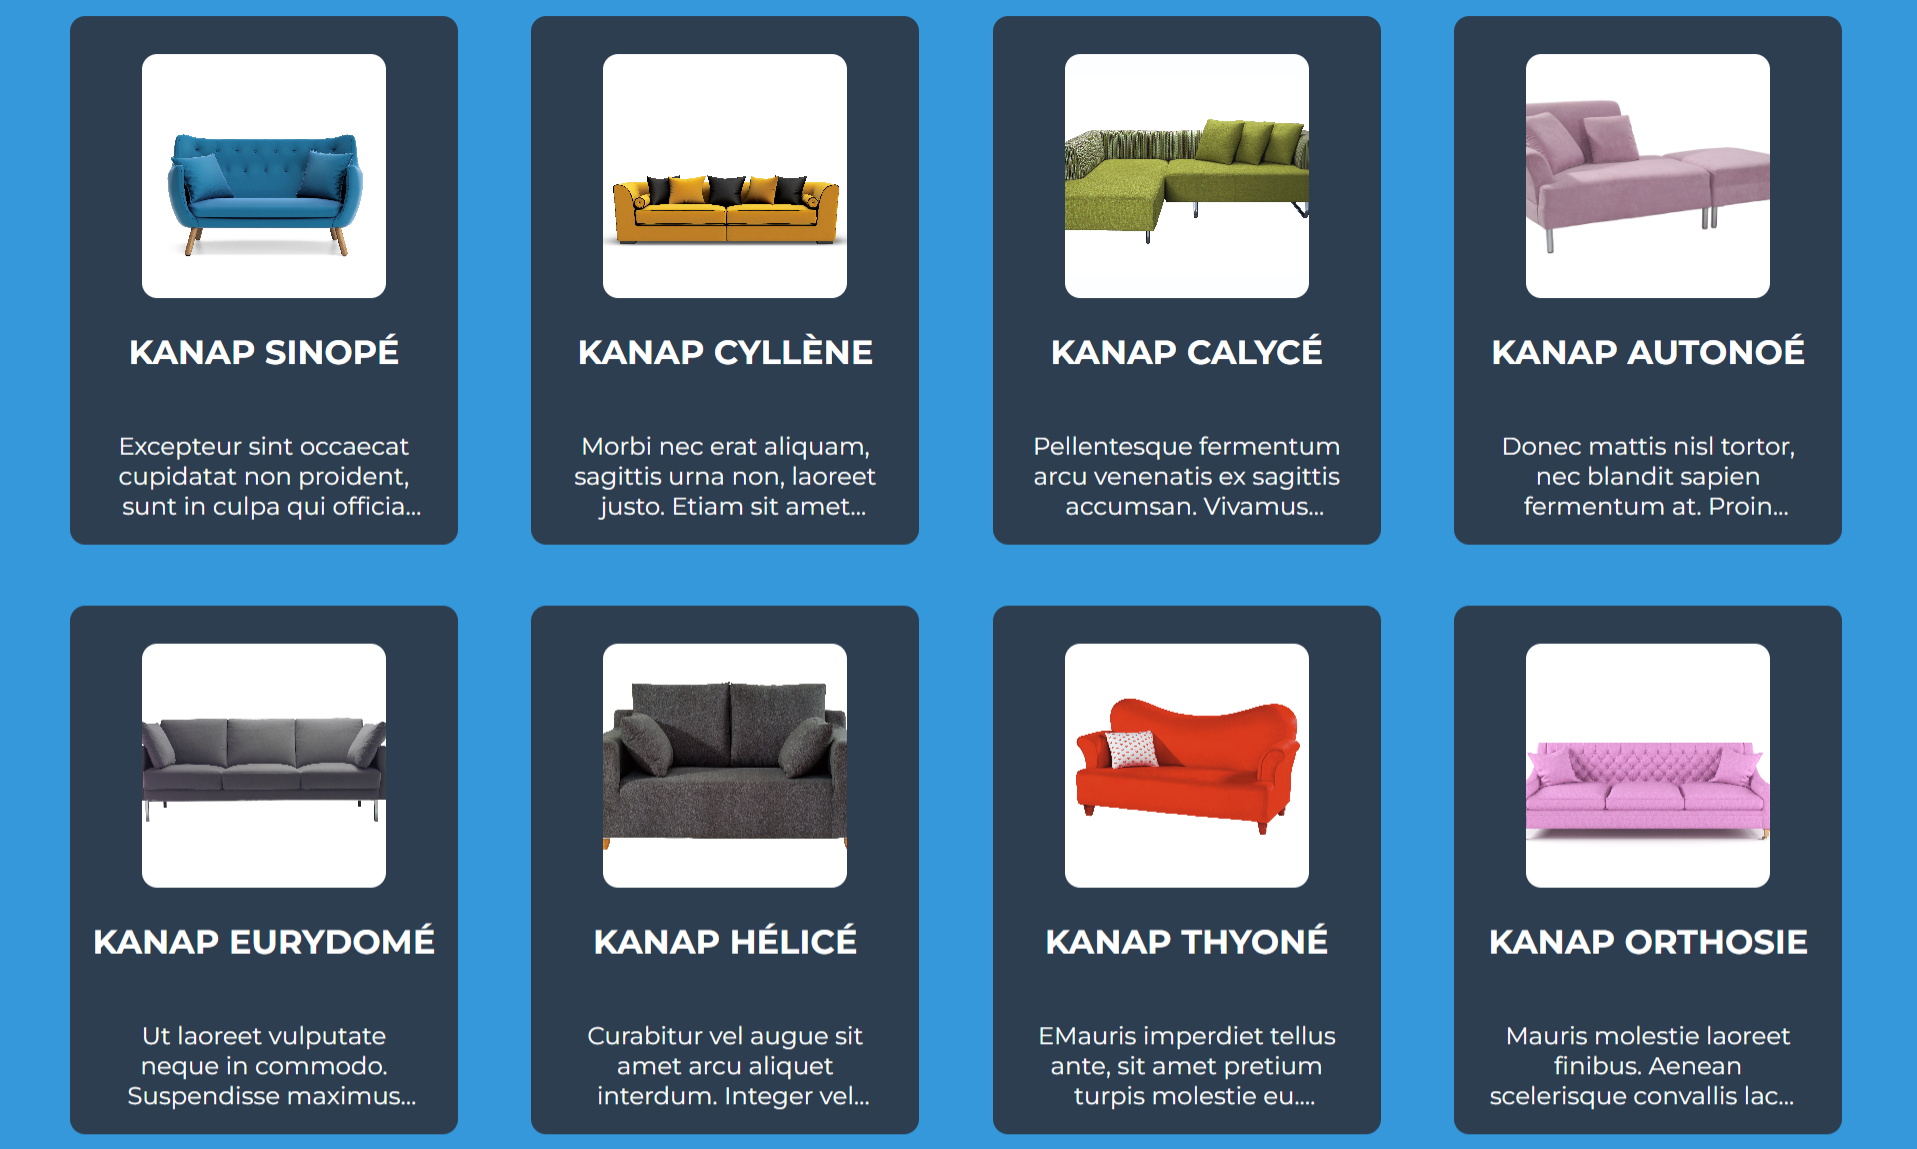 KANAP SINOPÉ
Excepteur sint occaecat
cupidatat non proident,
sunt in culpa qui officia...
KANAP CYLLÈNE
Morbi nec erat aliquam,
sagittis urna non, laoreet
justo. Etiam sit amet...
KANAP CALYCÉ
Pellentesque fermentum
arcu venenatis ex sagittis
accumsan. Vivamus...
KANAP AUTONOÉ
Donec mattis nisl tortor,
nec blandit sapien
fermentum at. Proin...
KANAP EURYDOMÉ
Ut laoreet vulputate
neque in commodo.
Suspendisse maximus...
KANAP HÉLICÉ
Curabitur vel augue sit
amet arcu aliquet
interdum. Integer vel...
KANAP THYONÉ
EMauris imperdiet tellus
ante, sit amet pretium
turpis molestie eu....
KANAP ORTHOSIE
Mauris molestie laoreet
finibus. Aenean
scelerisque convallis lac...